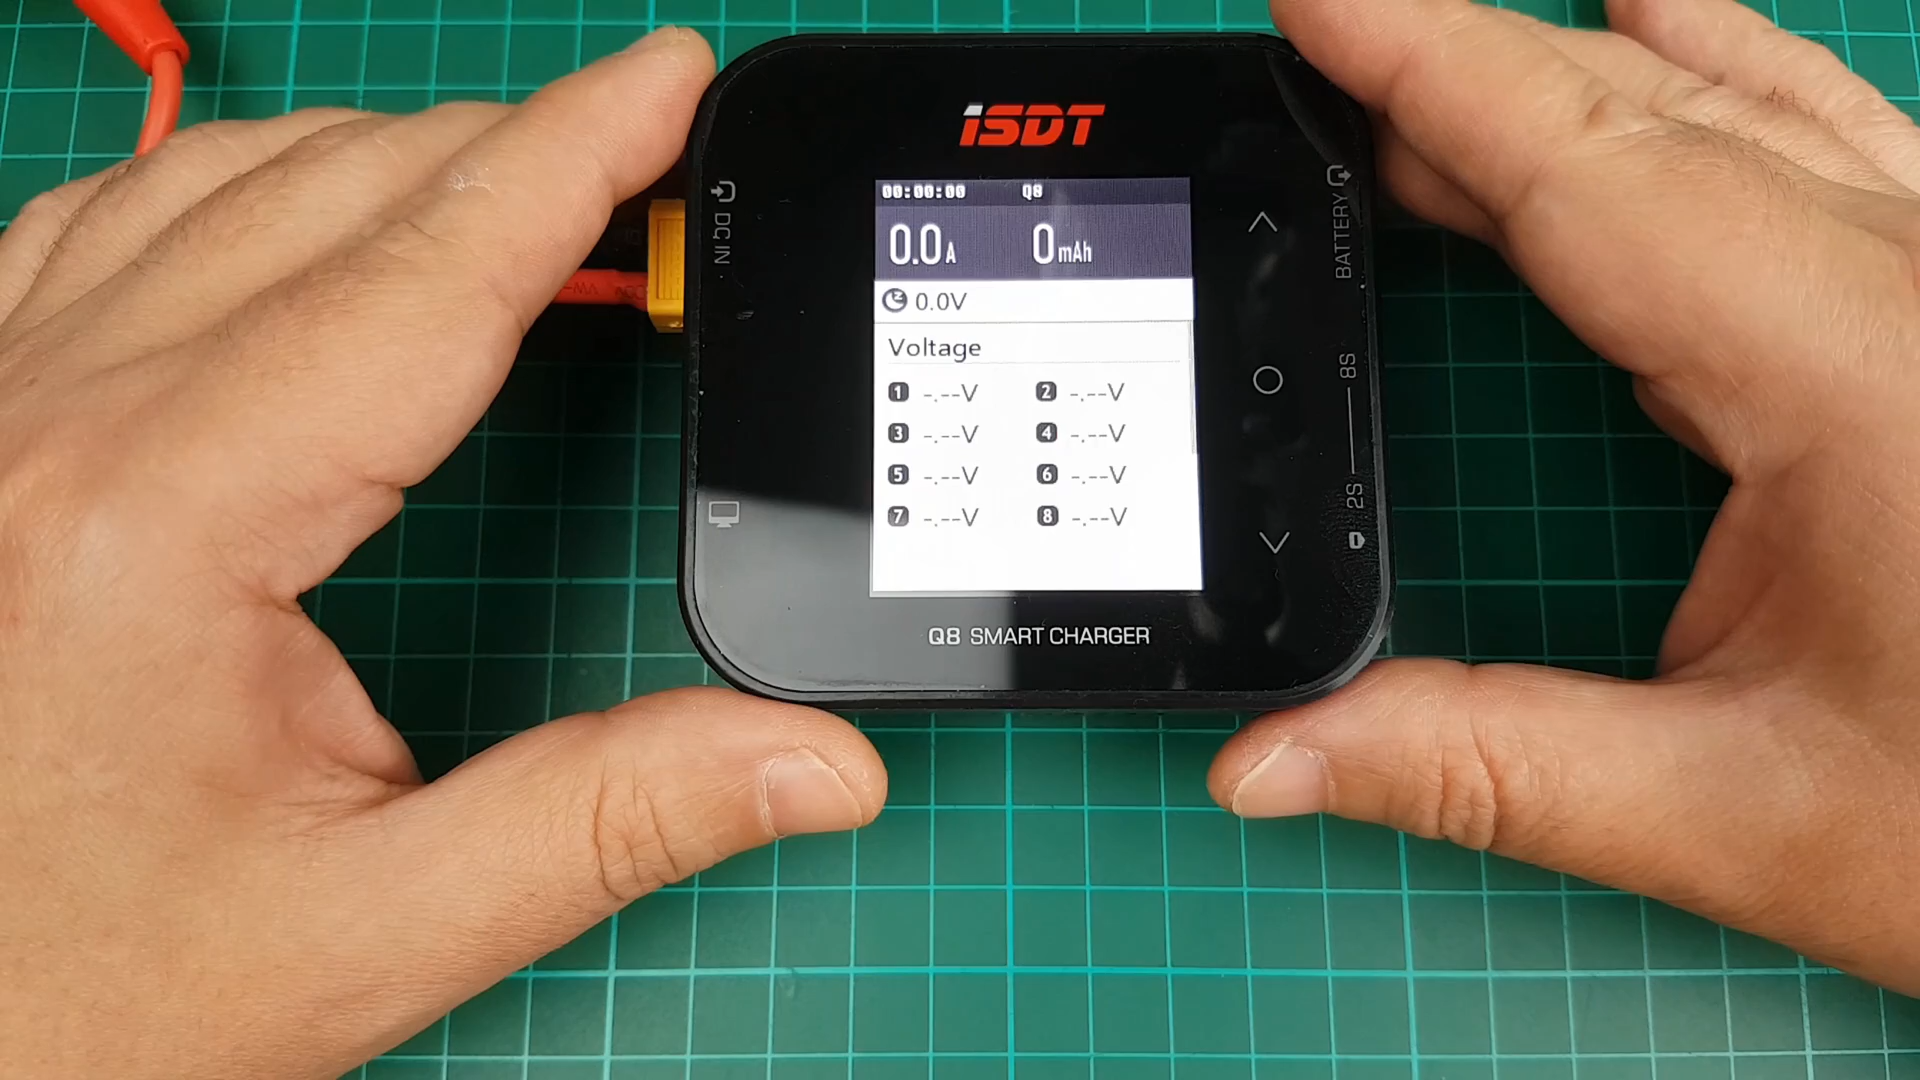 iSDT
00:00:00 Q8
0.0A 0mAh
0.0V
Voltage
1 -.--V 2 -.--V
3 -.--V 4 -.--V
5 -.--V 6 -.--V
7 -.--V 8 -.--V
Q8 SMART CHARGER
DC IN
BATTERY
2S 8S